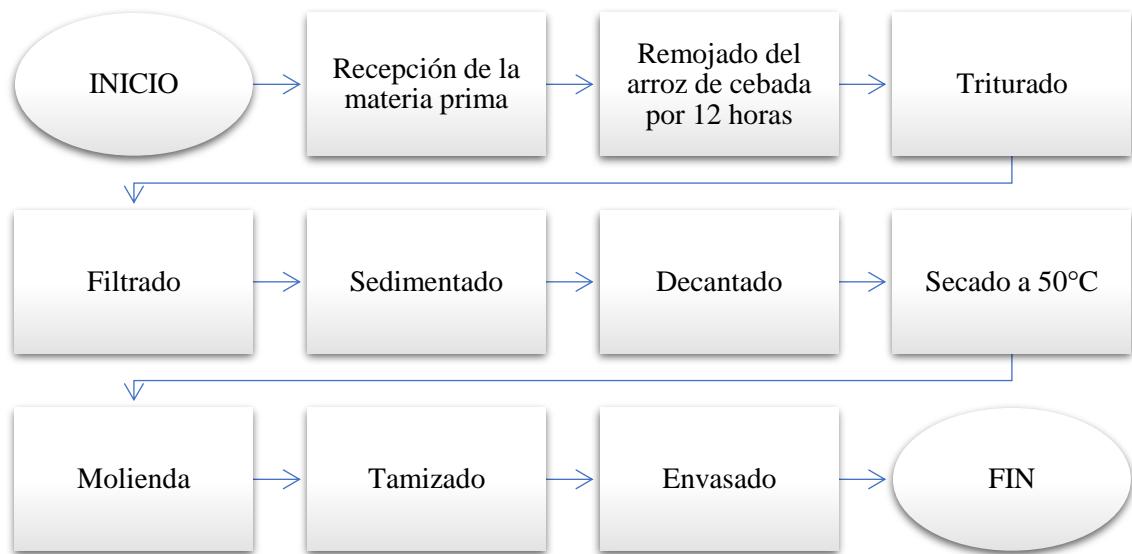 INICIO
Recepción de la
materia prima
Remojado del
arroz de cebada
por 12 horas
Triturado
Filtrado
Sedimentado
Decantado
Secado a 50°C
Molienda
Tamizado
Envasado
FIN